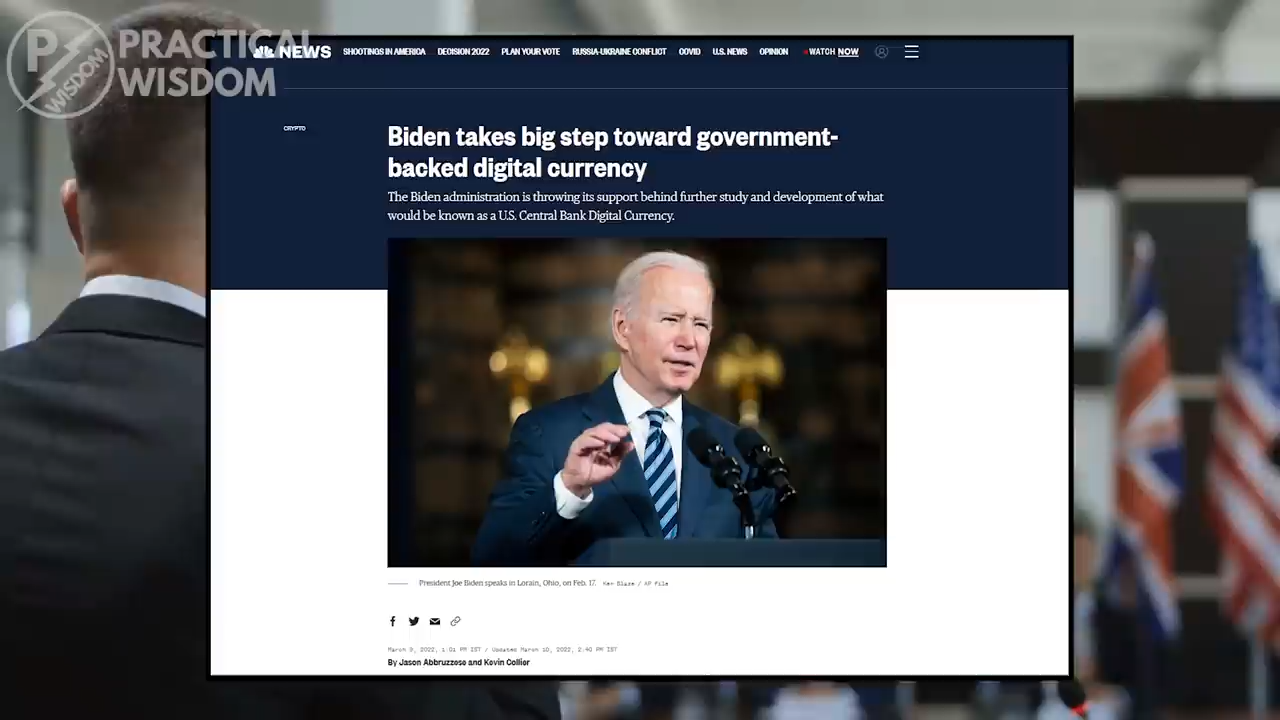 PRACTICAL
WISDOM
P
WISDOM
NEWS
SHOOTINGS IN AMERICA DECISION 2022 PLAN YOUR VOTE RUSSIA-UKRAINE CONFLICT COVID U.S. NEWS OPINION WATCH NOW
CRYPTO
Biden takes big step toward government-
backed digital currency
The Biden administration is throwing its support behind further study and development of what
would be known as a U.S. Central Bank Digital Currency.
President Joe Biden speaks in Lorain, Ohio, on Feb. 17. Ken Blaze / AP File
March 9, 2022, 1:01 PM IST / Updated March 10, 2022, 2:40 PM IST
By Jason Abbruzzese and Kevin Collier